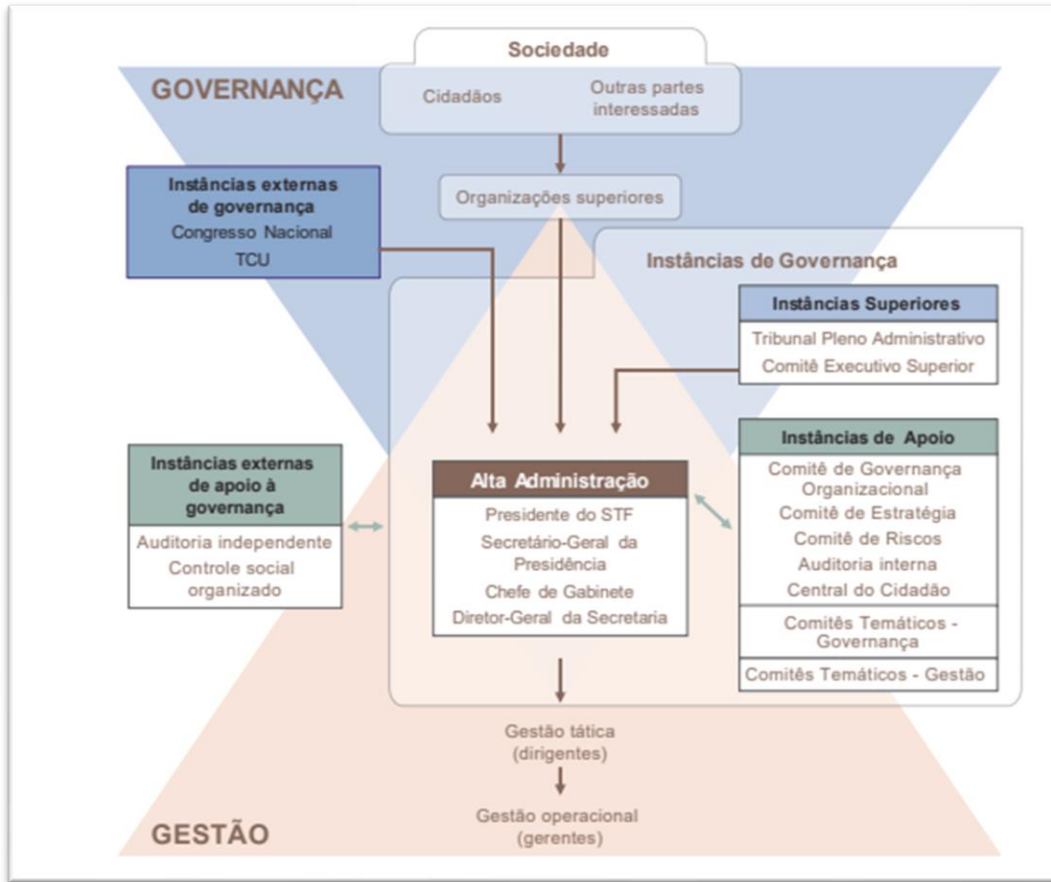 Sociedade
GOVERNANÇA
Cidadãos
Outras partes
interessadas
Instâncias externas
de governança
Congresso Nacional
TCU
Organizações superiores
Instâncias de Governança
Instâncias Superiores
Tribunal Pleno Administrativo
Comitê Executivo Superior
Instâncias externas
de apoio à
governança
Auditoria independente
Controle social
organizado
Alta Administração
Presidente do STF
Secretário-Geral da
Presidência
Chefe de Gabinete
Diretor-Geral da Secretaria
Instâncias de Apoio
Comitê de Governança
Organizacional
Comitê de Estratégia
Comitê de Riscos
Auditoria interna
Central do Cidadão
Comitês Temáticos -
Governança
Comitês Temáticos - Gestão
Gestão tática
(dirigentes)
Gestão operacional
(gerentes)
GESTÃO